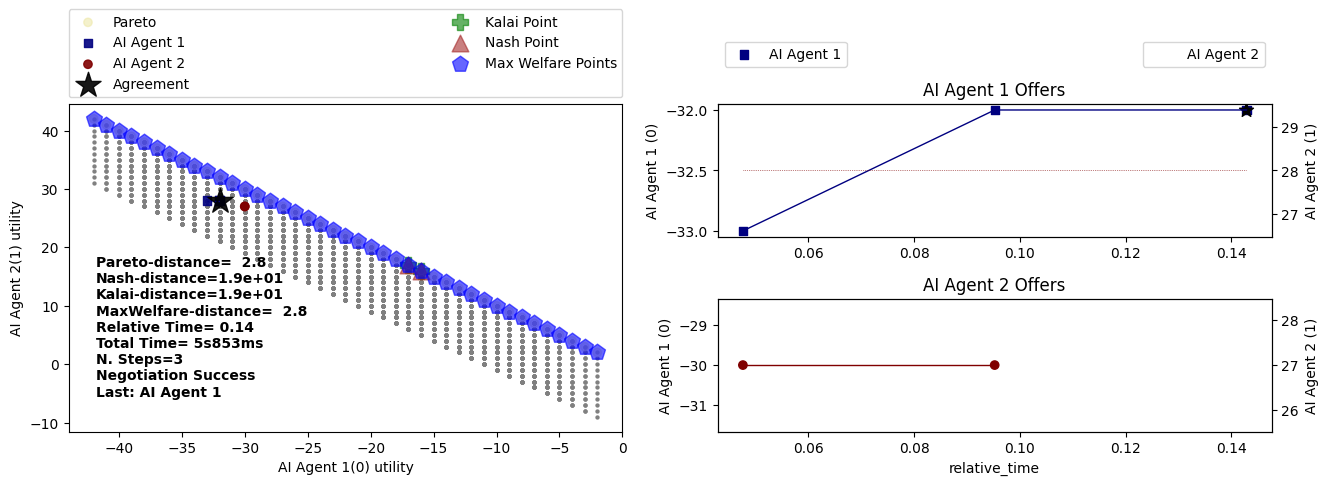 Pareto
AI Agent 1
AI Agent 2
Agreement
Kalai Point
Nash Point
Max Welfare Points
40
30
20
10
0
−10
AI Agent 2(1) utility
Pareto-distance= 2.8
Nash-distance=1.9e+01
Kalai-distance=1.9e+01
MaxWelfare-distance= 2.8
Relative Time= 0.14
Total Time= 5s853ms
N. Steps=3
Negotiation Success
Last: AI Agent 1
−40 −35 −30 −25 −20 −15 −10 −5 0
AI Agent 1(0) utility
AI Agent 1
AI Agent 2
AI Agent 1 Offers
−32.0
−32.5
−33.0
AI Agent 1 (0)
29
28
27
AI Agent 2 (1)
0.06 0.08 0.10 0.12 0.14
AI Agent 2 Offers
−29
−30
−31
AI Agent 1 (0)
28
27
26
AI Agent 2 (1)
0.06 0.08 0.10 0.12 0.14
relative_time